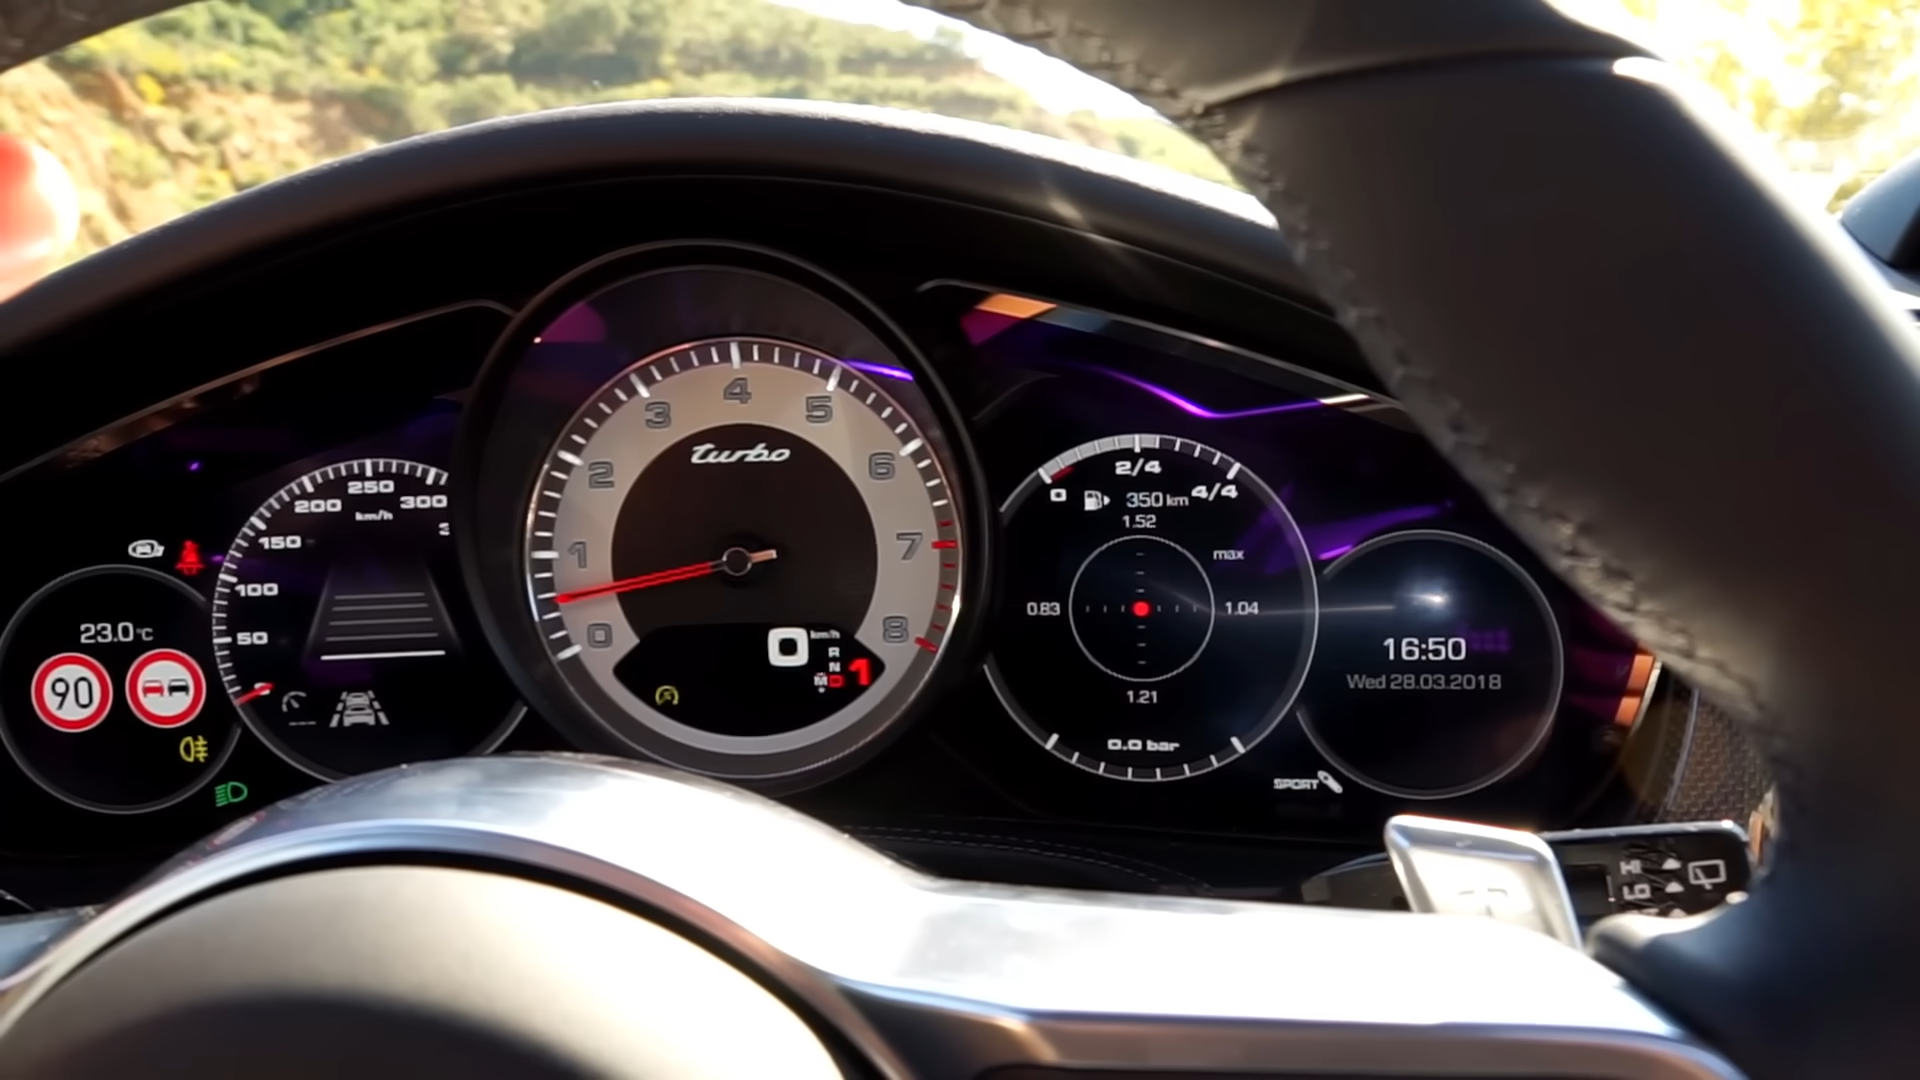 23.0 °C
90
50
100
150
200
250
300
3
km/h
turbo
0
1
2
3
4
5
6
7
8
0 km/h
R
N
M D 1
0
2/4
4/4
350 km
1.52
max
0.83
1.04
1.21
0.0 bar
16:50
Wed 28.03.2018
SPORT